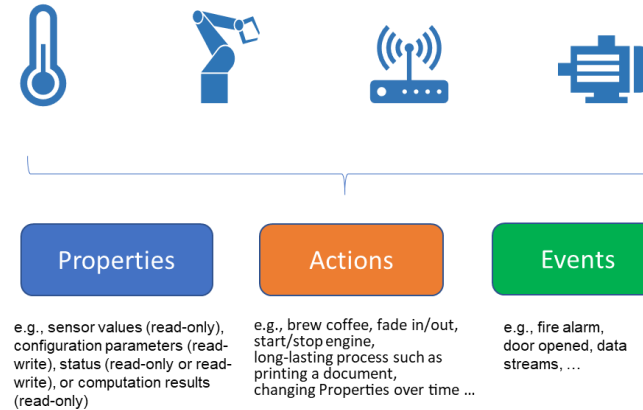 Properties
Actions
Events
e.g., sensor values (read-only),
configuration parameters (read-
write), status (read-only or read-
write), or computation results
(read-only)
e.g., brew coffee, fade in/out,
start/stop engine,
long-lasting process such as
printing a document,
changing Properties over time ...
e.g., fire alarm,
door opened, data
streams, …